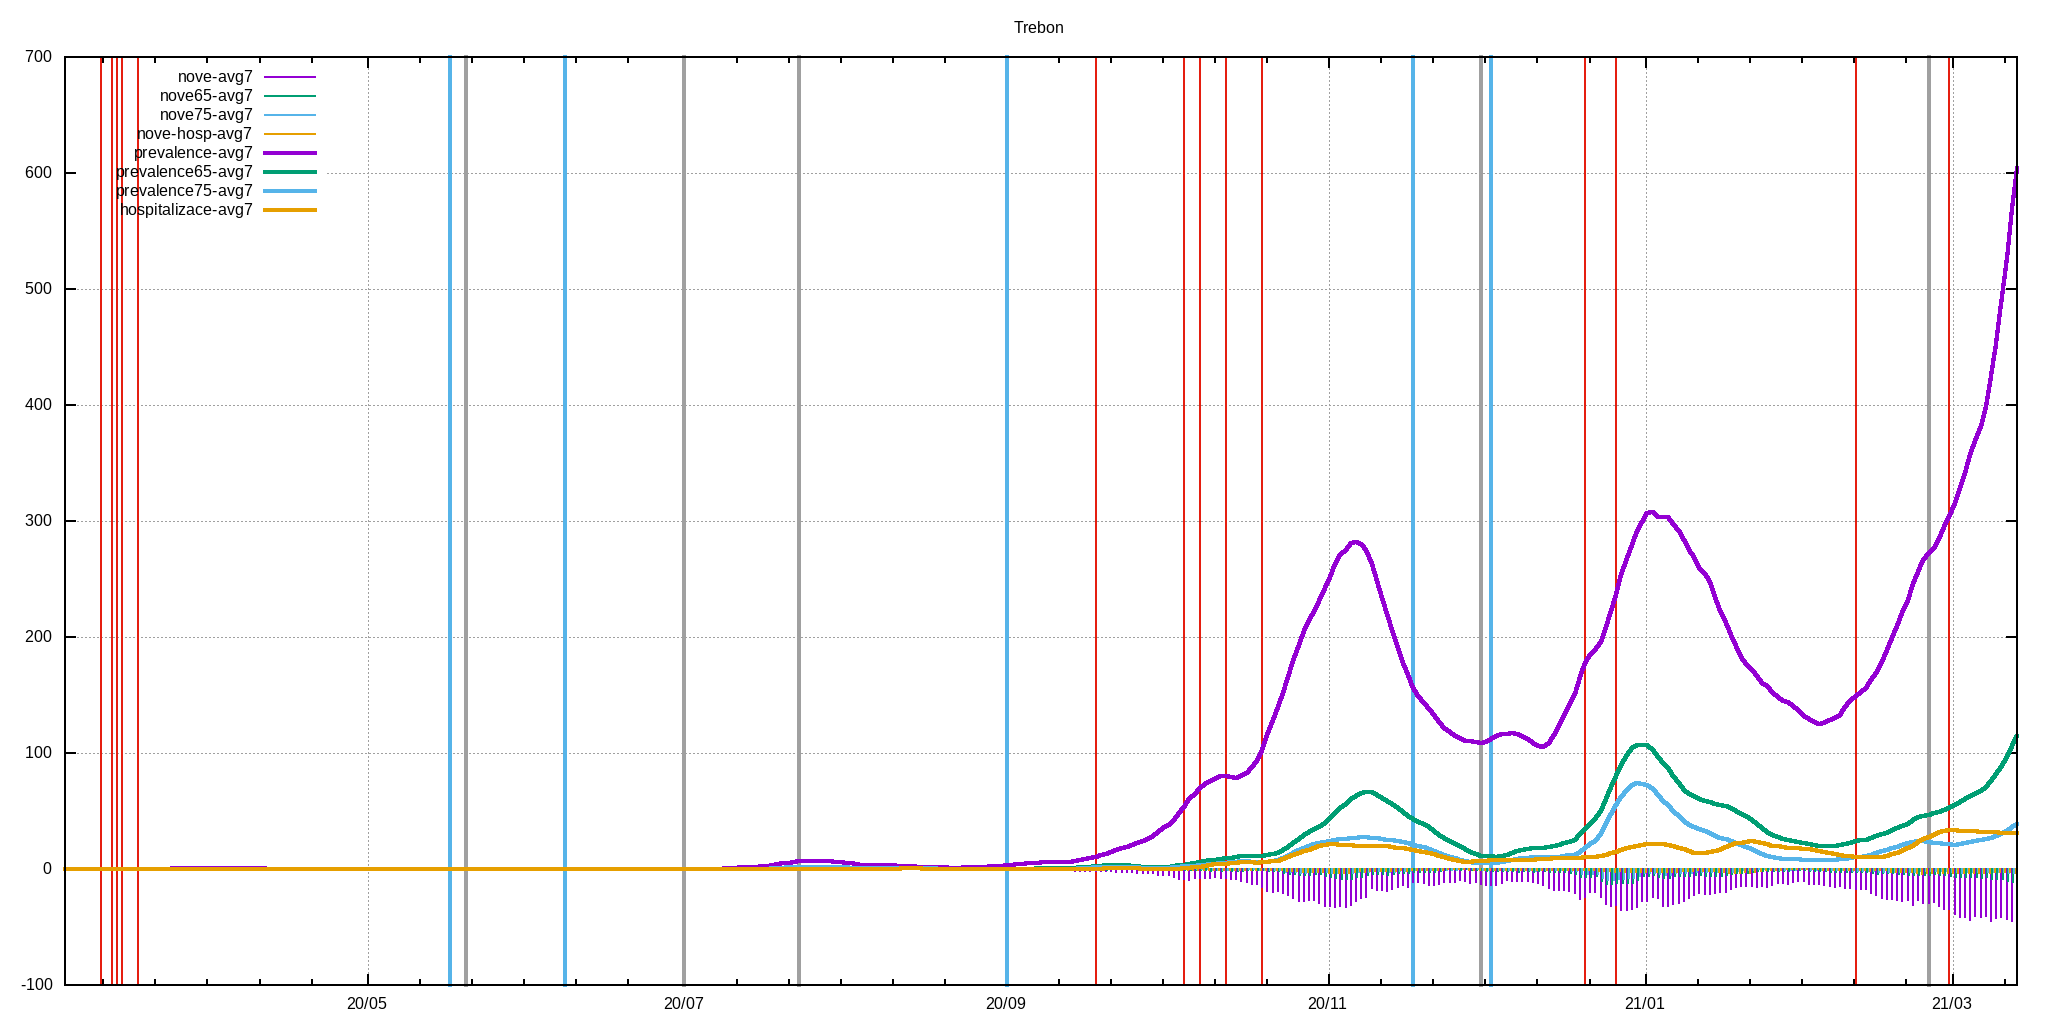 Trebon
700
600
500
400
300
200
100
0
-100
nove-avg7
nove65-avg7
nove75-avg7
nove-hosp-avg7
prevalence-avg7
prevalence65-avg7
prevalence75-avg7
hospitalizace-avg7
20/05 20/07 20/09 20/11 21/01 21/03